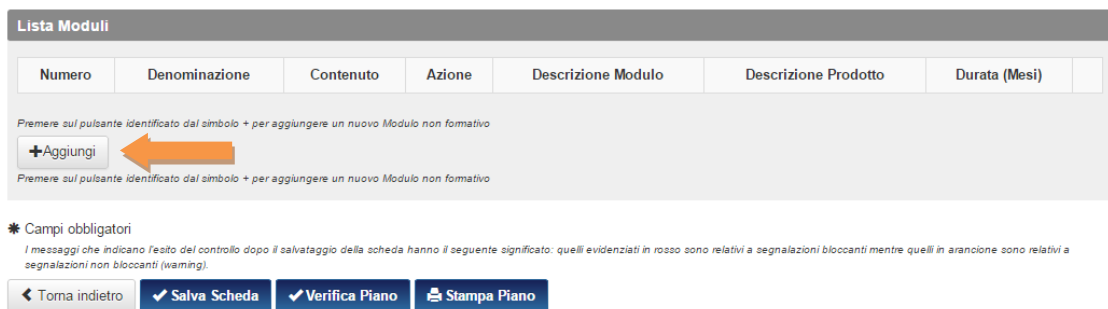 Lista Moduli
Numero Denominazione Contenuto Azione Descrizione Modulo Descrizione Prodotto Durata (Mesi)
Premere sul pulsante identificato dal simbolo + per aggiungere un nuovo Modulo non formativo
+Aggiungi
Premere sul pulsante identificato dal simbolo + per aggiungere un nuovo Modulo non formativo
✱ Campi obbligatori
I messaggi che indicano l'esito del controllo dopo il salvataggio della scheda hanno il seguente significato: quelli evidenziati in rosso sono relativi a segnalazioni bloccanti mentre quelli in arancione sono relativi a
segnalazioni non bloccanti (warning).
Torna indietro Salva Scheda Verifica Piano Stampa Piano